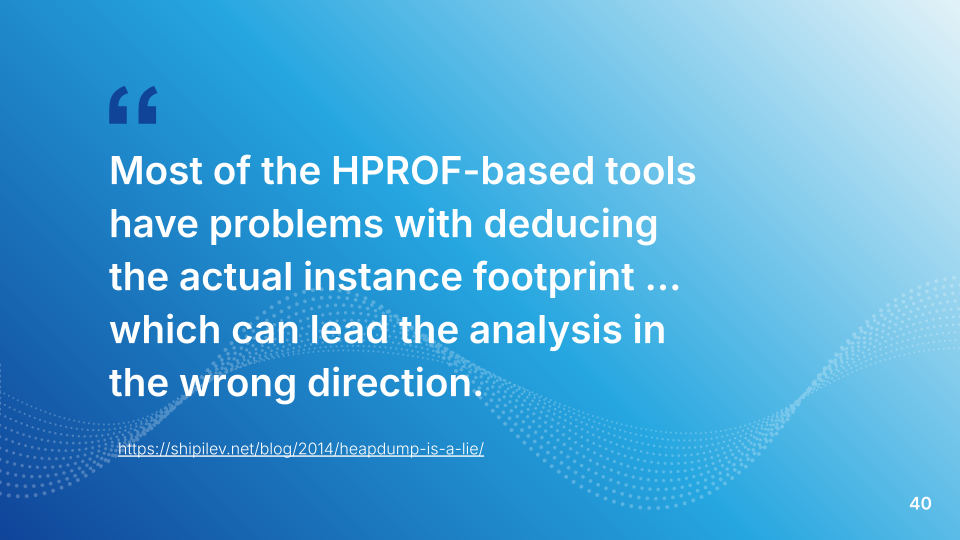 “
Most of the HPROF-based tools
have problems with deducing
the actual instance footprint ...
which can lead the analysis in
the wrong direction.
https://shipilev.net/blog/2014/heapdump-is-a-lie/
40